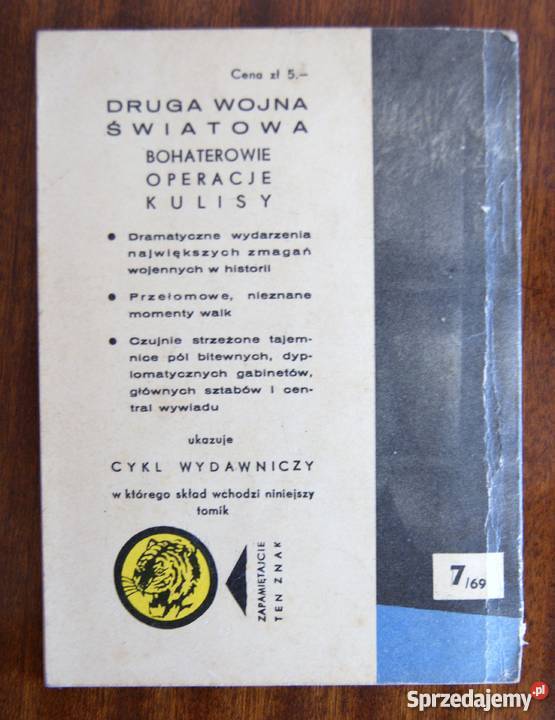 Cena zł 5,–
DRUGA WOJNA
ŚWIATOWA
BOHATEROWIE
OPERACJE
KULISY
● Dramatyczne wydarzenia
największych zmagań
wojennych w historii
● Przełomowe, nieznane
momenty walk
● Czujnie strzeżone tajem-
nice pól bitewnych, dyp-
lomatycznych gabinetów,
głównych sztabów i cen-
tral wywiadu
ukazuje
CYKL WYDAWNICZY
w którego skład wchodzi niniejszy
tomik
ZAPAMIĘTAJCIE
TEN ZNAK
7/69
Sprzedajemy.pl